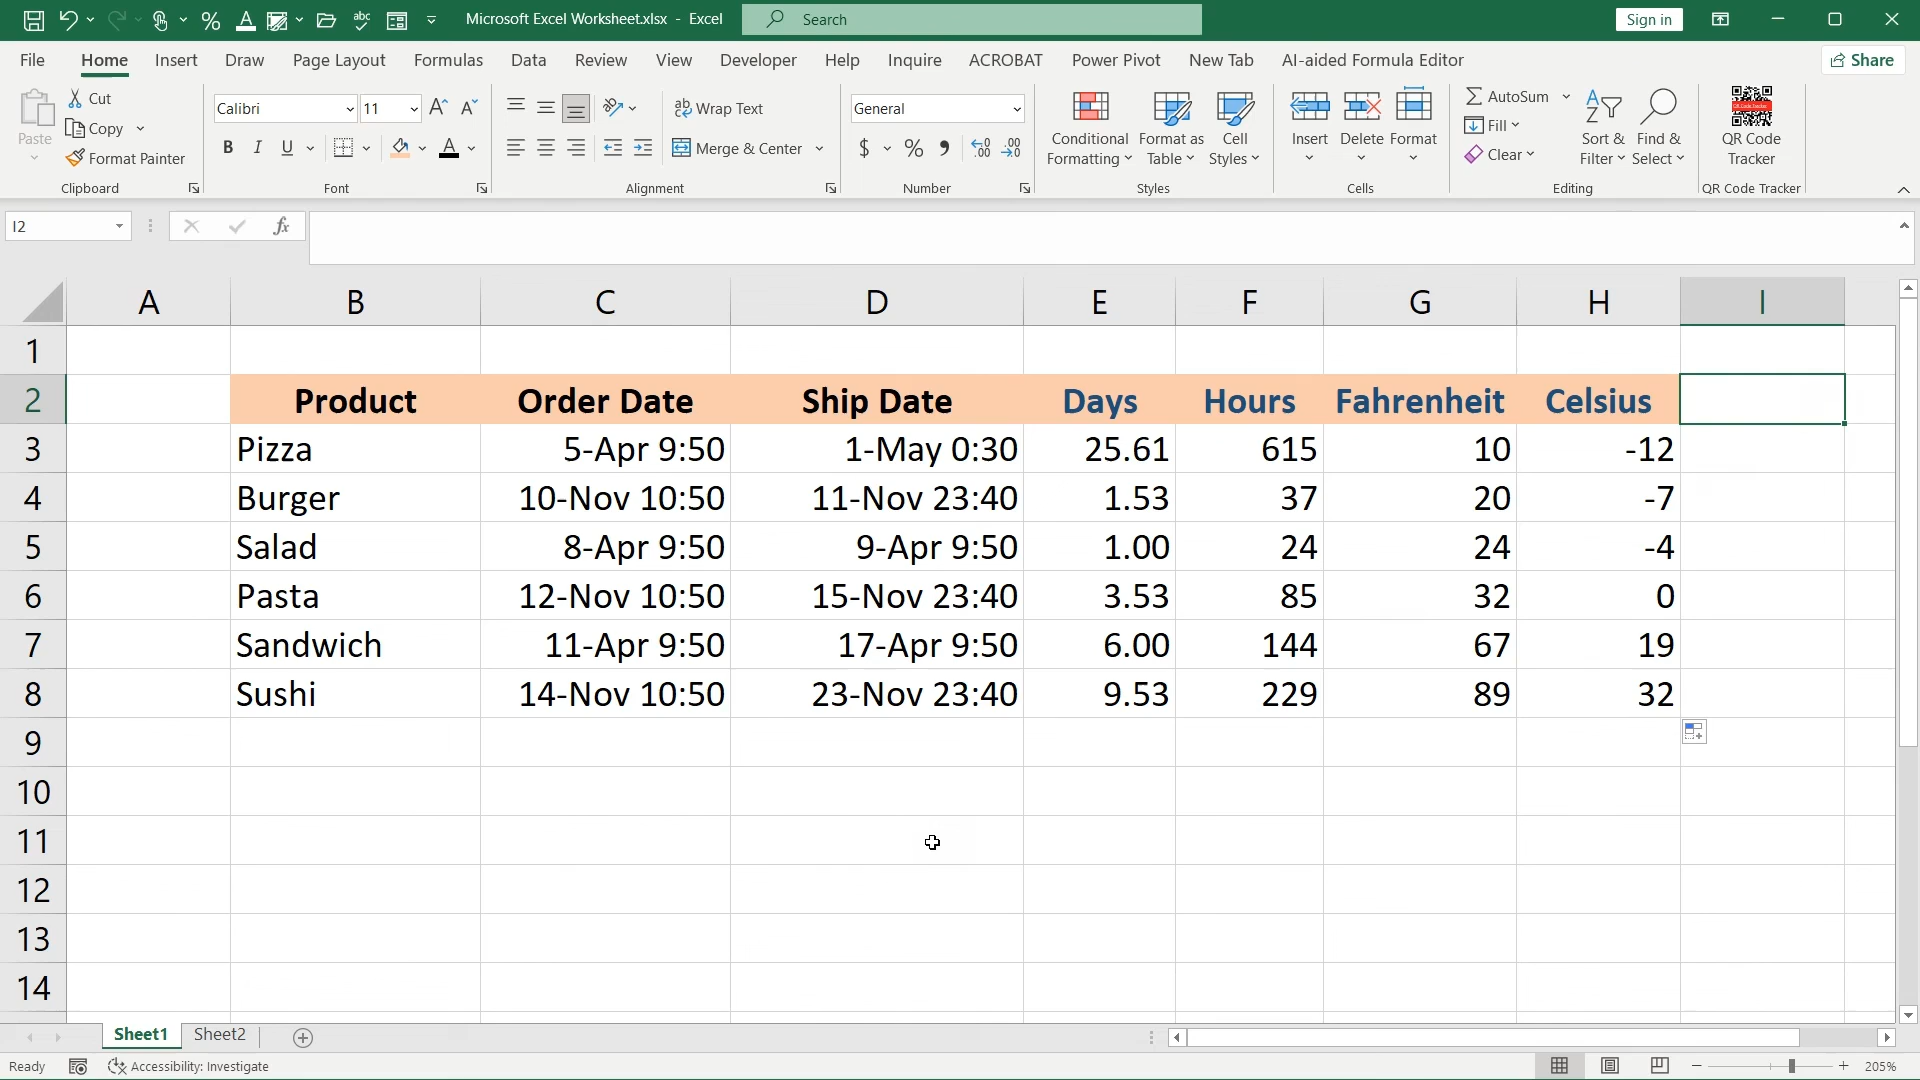 Microsoft Excel Worksheet.xlsx - Excel
Search
Sign in
File Home Insert Draw Page Layout Formulas Data Review View Developer Help Inquire ACROBAT Power Pivot New Tab AI-aided Formula Editor Share
Paste
Cut
Copy
Format Painter
Clipboard
Calibri 11
B I U
Font
Wrap Text
Merge & Center
Alignment
General
$ %
Number
Conditional Formatting
Format as Table
Cell Styles
Styles
Insert
Delete
Format
Cells
AutoSum
Fill
Clear
Sort & Filter
Find & Select
Editing
QR Code Tracker
QR Code Tracker
I2
fx
A B C D E F G H I
1
2 Product Order Date Ship Date Days Hours Fahrenheit Celsius
3 Pizza 5-Apr 9:50 1-May 0:30 25.61 615 10 -12
4 Burger 10-Nov 10:50 11-Nov 23:40 1.53 37 20 -7
5 Salad 8-Apr 9:50 9-Apr 9:50 1.00 24 24 -4
6 Pasta 12-Nov 10:50 15-Nov 23:40 3.53 85 32 0
7 Sandwich 11-Apr 9:50 17-Apr 9:50 6.00 144 67 19
8 Sushi 14-Nov 10:50 23-Nov 23:40 9.53 229 89 32
9
10
11
12
13
14
Sheet1 Sheet2
Ready Accessibility: Investigate 205%